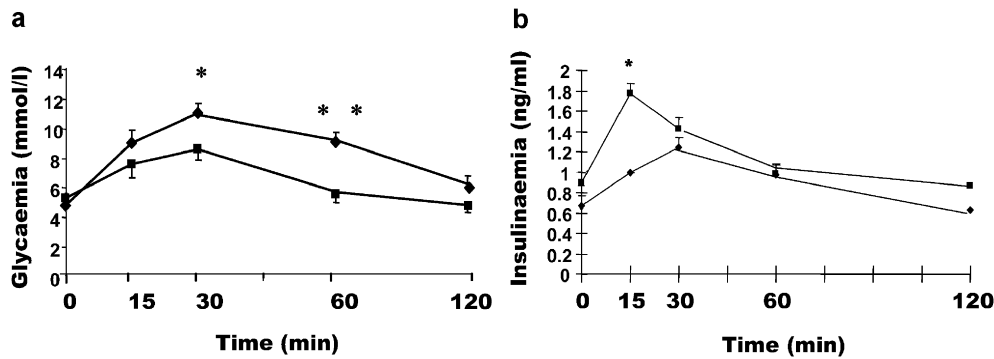 a
Glycaemia (mmol/l)
14
12
10
8
6
4
2
0
*
* *
0 15 30 60 120
Time (min)
b
Insulinaemia (ng/ml)
2
1.8
1.6
1.4
1.2
1
0.8
0.6
0.4
0.2
0
*
0 15 30 60 120
Time (min)